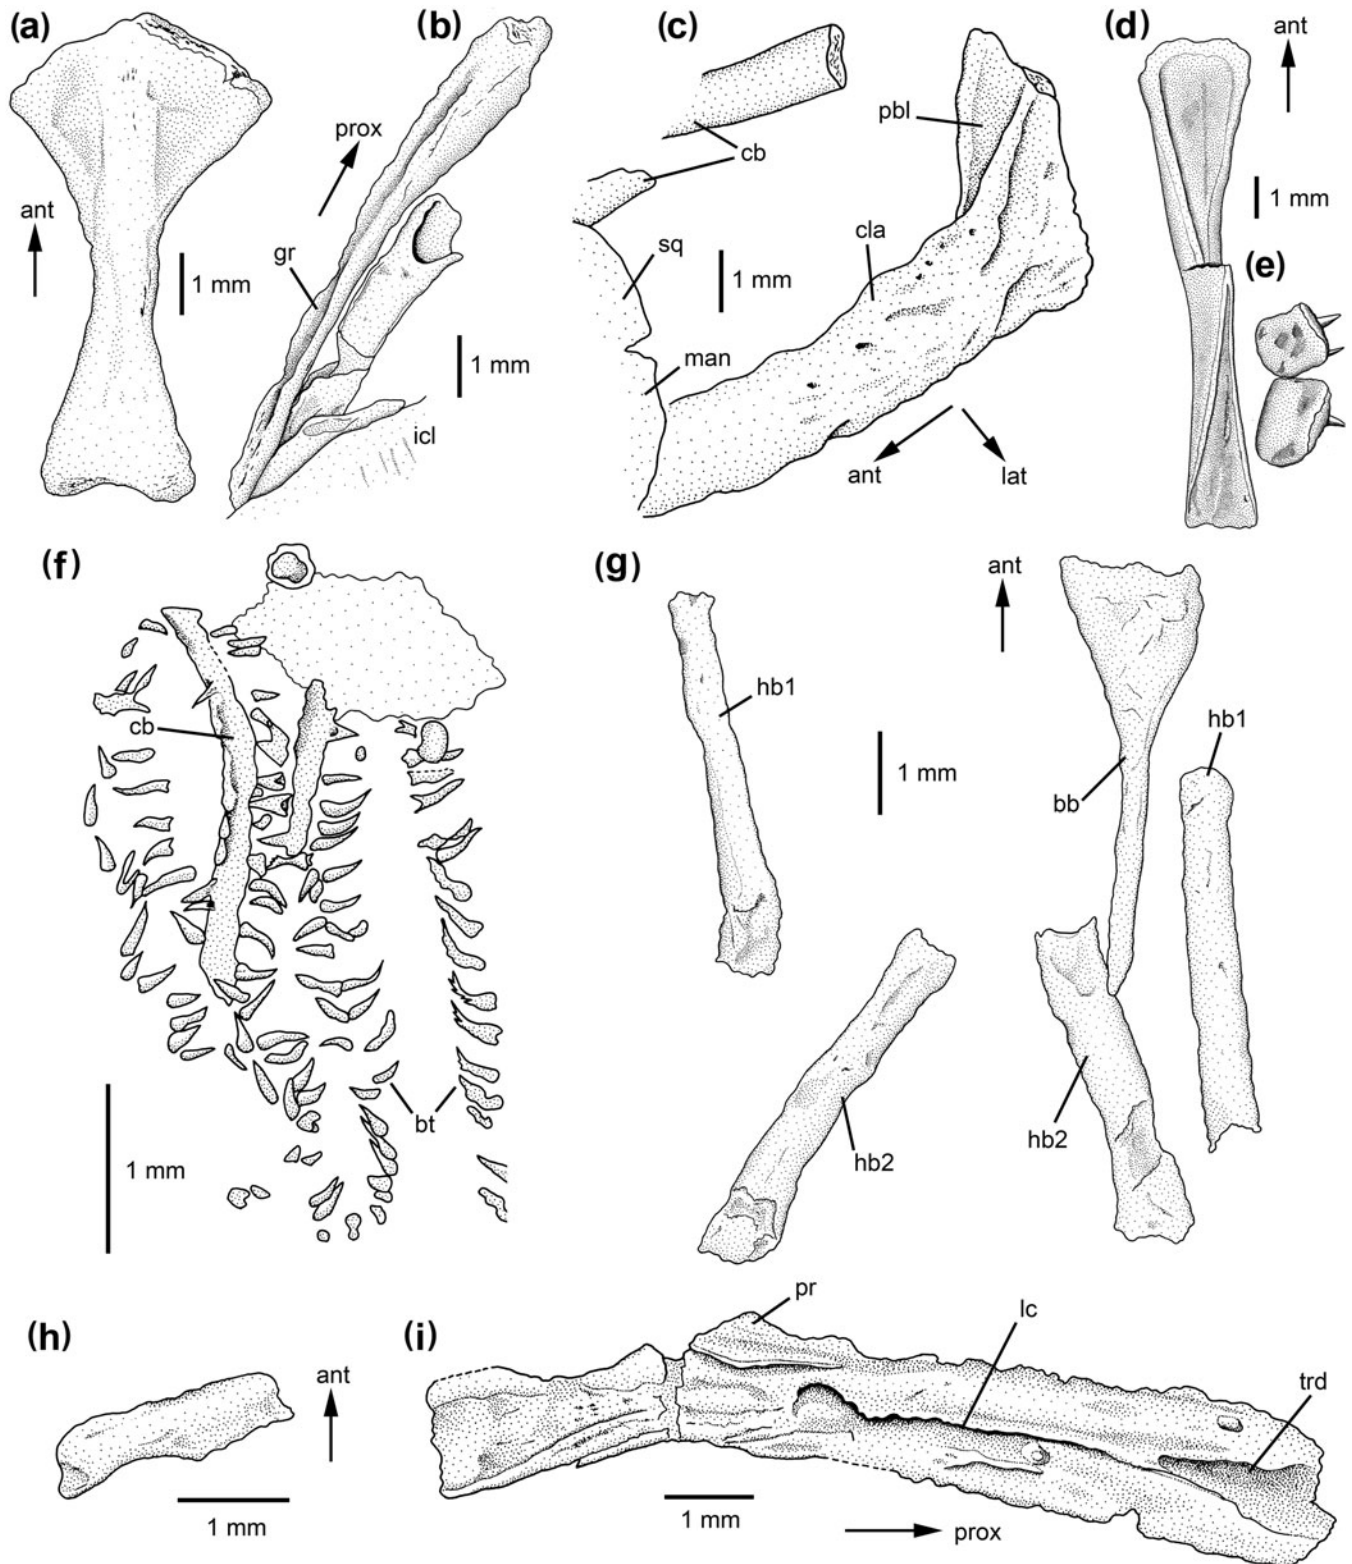 (a)
ant
1 mm
(b)
prox
gr
1 mm
icl
(c)
pbl
cb
sq
1 mm
cla
man
ant
lat
(d)
ant
1 mm
(e)
(f)
cb
bt
1 mm
(g)
ant
hb1
hb1
1 mm
bb
hb2
hb2
(h)
ant
1 mm
(i)
pr
lc
trd
1 mm
prox